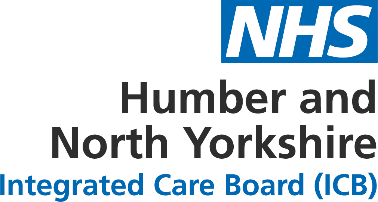 NHS
Humber and
North Yorkshire
Integrated Care Board (ICB)